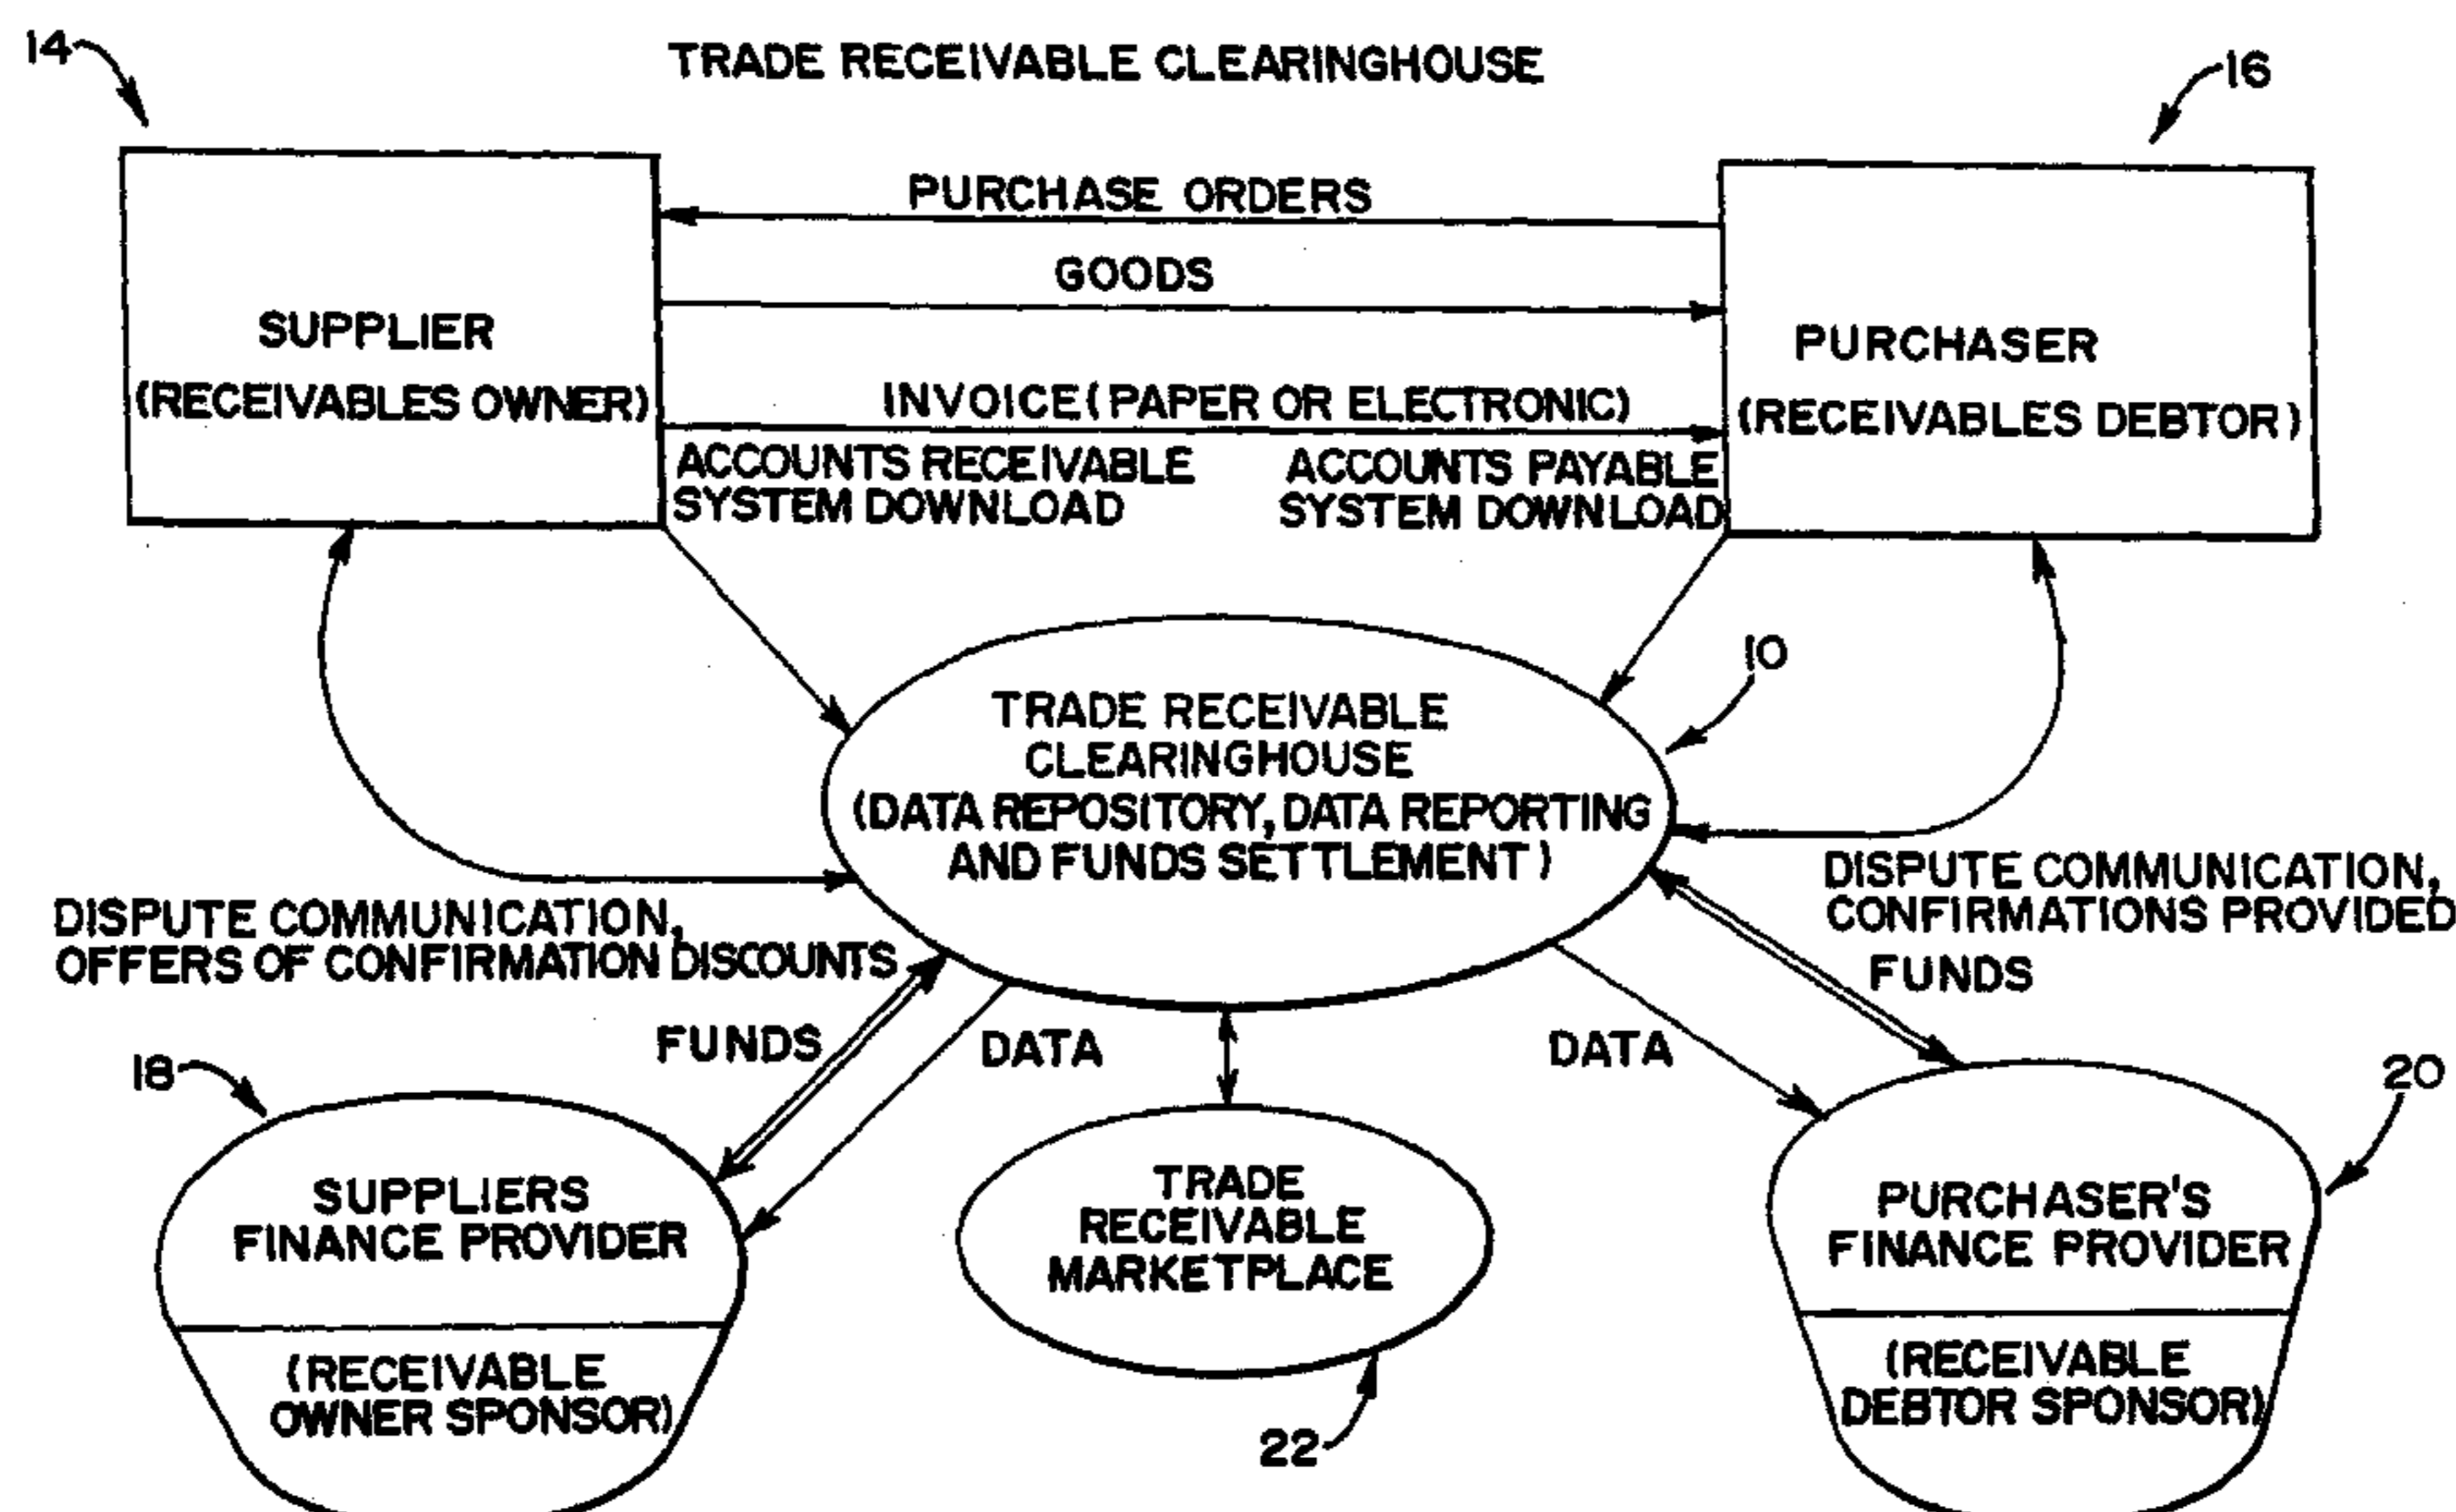 14
TRADE RECEIVABLE CLEARINGHOUSE
16
PURCHASE ORDERS
GOODS
SUPPLIER
(RECEIVABLES OWNER)
INVOICE (PAPER OR ELECTRONIC)
PURCHASER
(RECEIVABLES DEBTOR)
ACCOUNTS RECEIVABLE
SYSTEM DOWNLOAD
ACCOUNTS PAYABLE
SYSTEM DOWNLOAD
10
TRADE RECEIVABLE
CLEARINGHOUSE
(DATA REPOSITORY, DATA REPORTING
AND FUNDS SETTLEMENT)
DISPUTE COMMUNICATION,
OFFERS OF CONFIRMATION DISCOUNTS
DISPUTE COMMUNICATION,
CONFIRMATIONS PROVIDED
FUNDS
FUNDS
DATA
DATA
18
20
SUPPLIERS
FINANCE PROVIDER
(RECEIVABLE
OWNER SPONSOR)
TRADE
RECEIVABLE
MARKETPLACE
22
PURCHASER'S
FINANCE PROVIDER
(RECEIVABLE
DEBTOR SPONSOR)